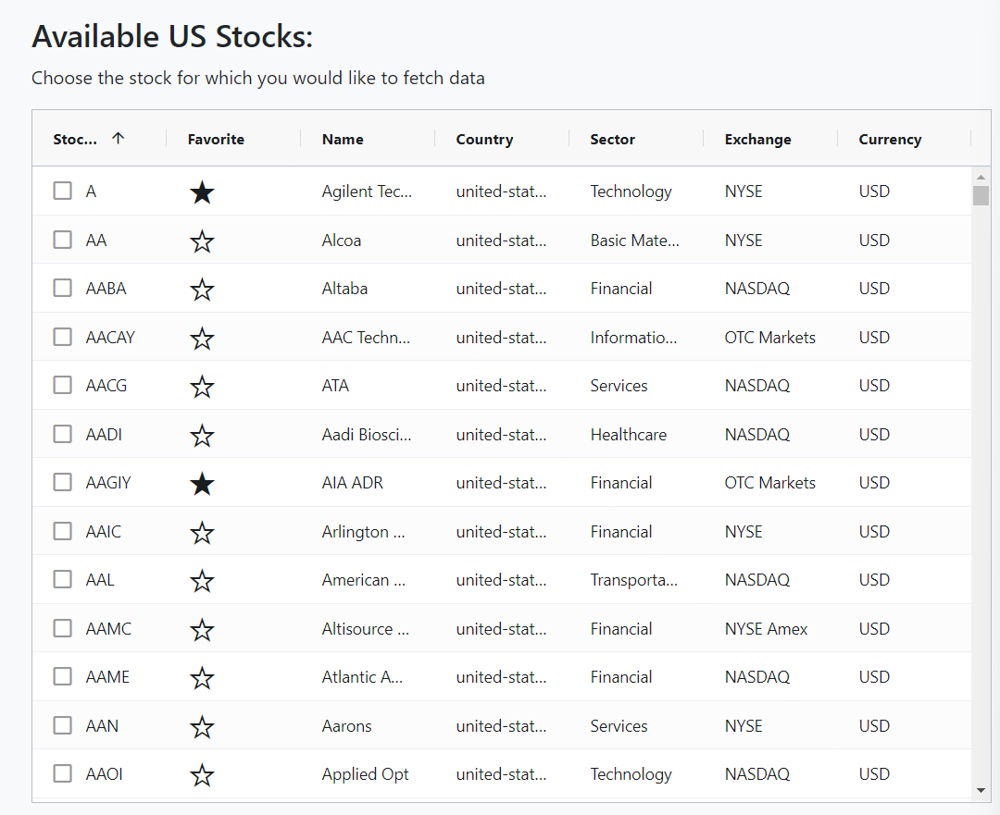 Available US Stocks:
Choose the stock for which you would like to fetch data
Stoc... Favorite Name Country Sector Exchange Currency
A Agilent Tec... united-stat... Technology NYSE USD
AA Alcoa united-stat... Basic Mate... NYSE USD
AABA Altaba united-stat... Financial NASDAQ USD
AACAY AAC Techn... united-stat... Informatio... OTC Markets USD
AACG ATA united-stat... Services NASDAQ USD
AADI Aadi Biosci... united-stat... Healthcare NASDAQ USD
AAGIY AIA ADR united-stat... Financial OTC Markets USD
AAIC Arlington ... united-stat... Financial NYSE USD
AAL American ... united-stat... Transporta... NASDAQ USD
AAMC Altisource ... united-stat... Financial NYSE Amex USD
AAME Atlantic A... united-stat... Financial NASDAQ USD
AAN Aarons united-stat... Services NYSE USD
AAOI Applied Opt united-stat... Technology NASDAQ USD